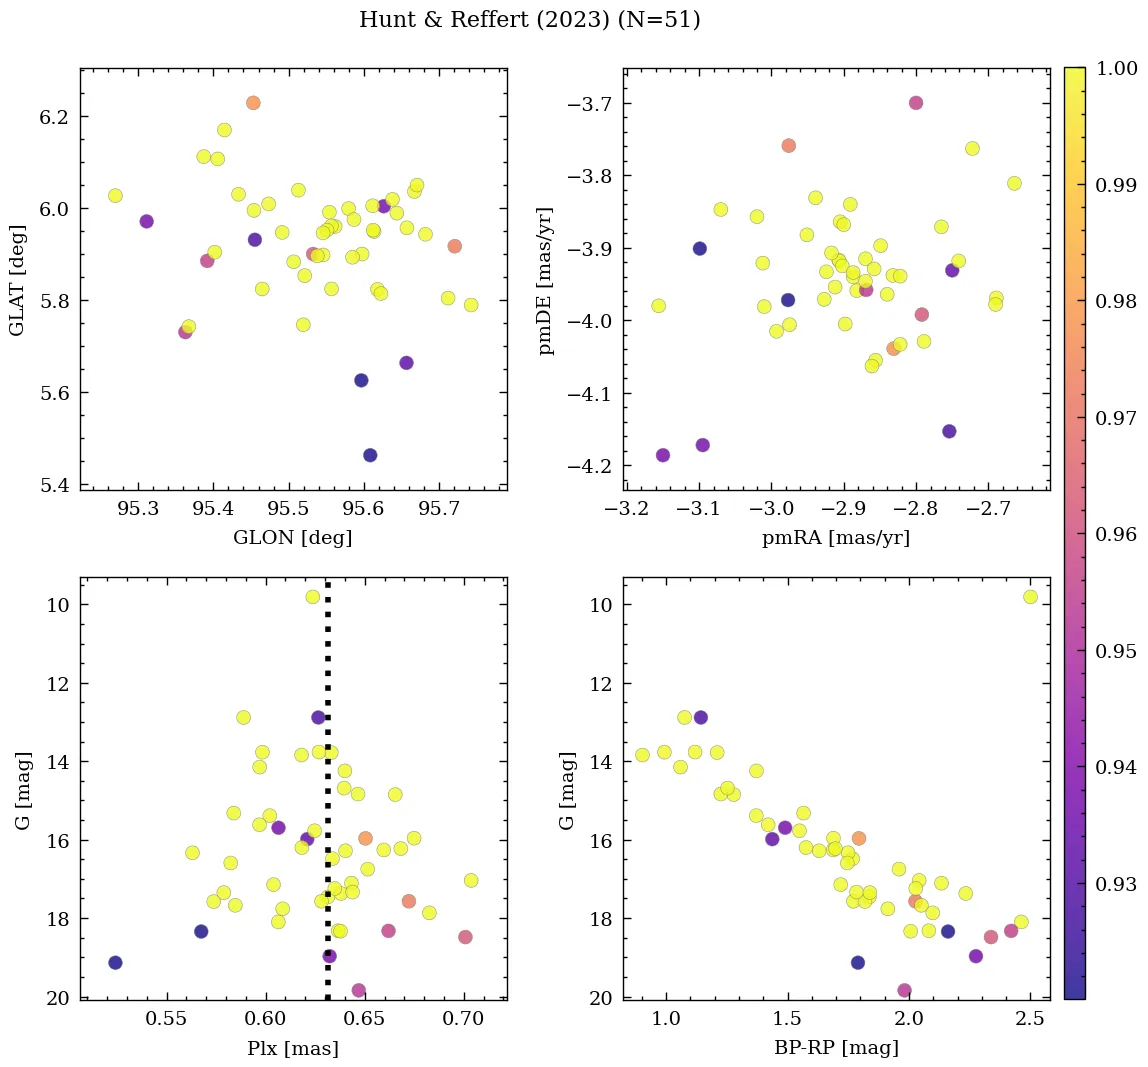 Hunt & Reffert (2023) (N=51)
6.2
6.0
5.8
5.6
5.4
GLAT [deg]
95.3 95.4 95.5 95.6 95.7
GLON [deg]
−3.7
−3.8
−3.9
−4.0
−4.1
−4.2
pmDE [mas/yr]
−3.2 −3.1 −3.0 −2.9 −2.8 −2.7
pmRA [mas/yr]
1.00
0.99
0.98
0.97
0.96
0.95
0.94
0.93
10
12
14
16
18
20
G [mag]
0.55 0.60 0.65 0.70
Plx [mas]
10
12
14
16
18
20
G [mag]
1.0 1.5 2.0 2.5
BP-RP [mag]